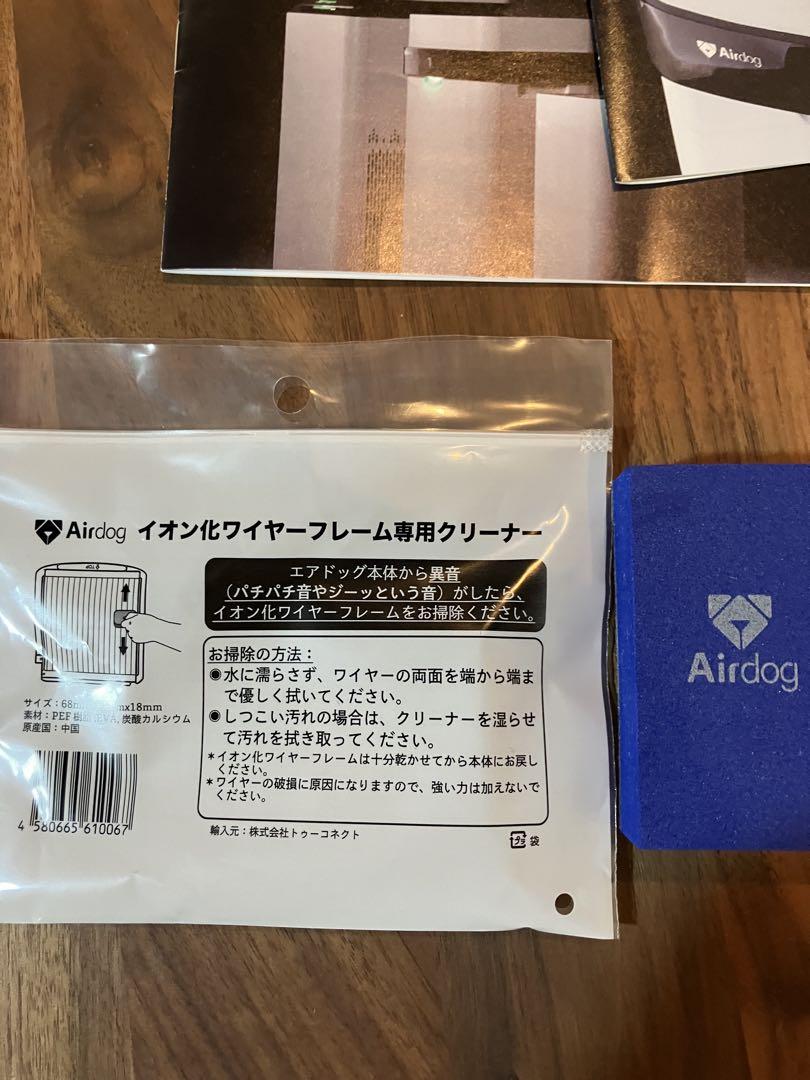 Airdog
Airdog イオン化ワイヤーフレーム専用クリーナー
TOP
エアドッグ本体から異音
（パチパチ音やジーッという音）がしたら、
イオン化ワイヤーフレームをお掃除ください。
お掃除の方法：
◉水に濡らさず、ワイヤーの両面を端から端ま
で優しく拭いてください。
◉しつこい汚れの場合は、クリーナーを湿らせ
て汚れを拭き取ってください。
*イオン化ワイヤーフレームは十分乾かせてから本体にお戻し
ください。
*ワイヤーの破損に原因になりますので、強い力は加えないで
ください。
サイズ：68 x18mm
素材：PEF EVA, 炭酸カルシウム
原産国：中国
4 580665 610067
輸入元：株式会社トゥーコネクト
プラ 袋
Airdog